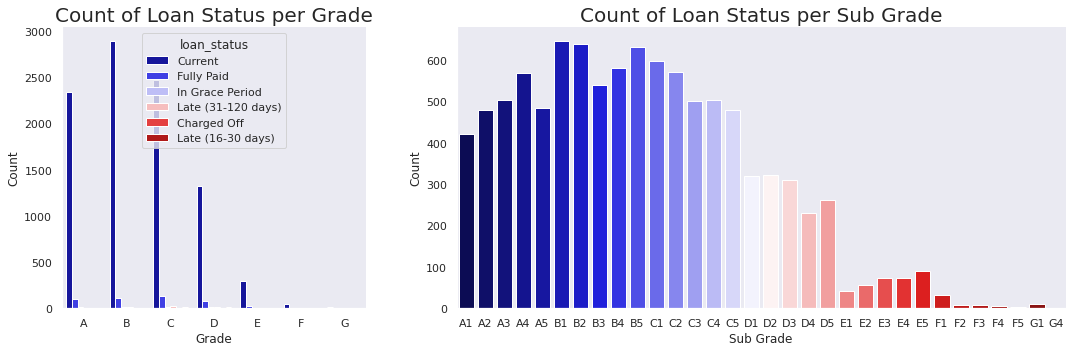 Count of Loan Status per Grade
3000
2500
2000
1500
1000
500
0
Count
loan_status
Current
Fully Paid
In Grace Period
Late (31-120 days)
Charged Off
Late (16-30 days)
A B C D E F G
Grade
Count of Loan Status per Sub Grade
600
500
400
300
200
100
0
Count
A1 A2 A3 A4 A5 B1 B2 B3 B4 B5 C1 C2 C3 C4 C5 D1 D2 D3 D4 D5 E1 E2 E3 E4 E5 F1 F2 F3 F4 F5 G1 G4
Sub Grade